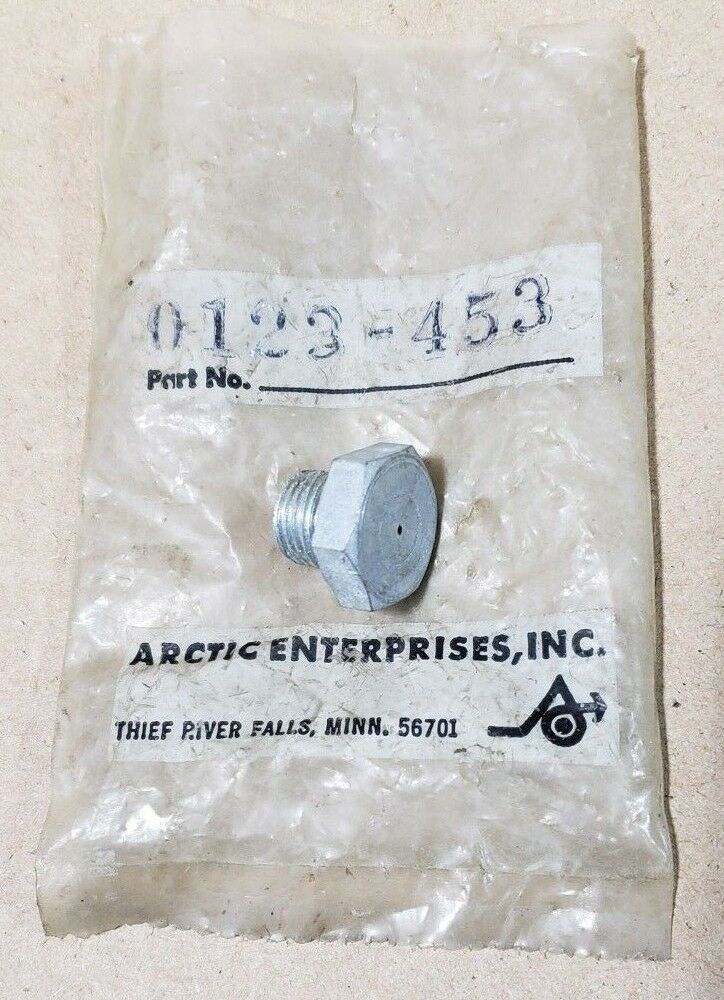 0123-453
Part No.
ARCTIC ENTERPRISES, INC.
THIEF RIVER FALLS, MINN. 56701